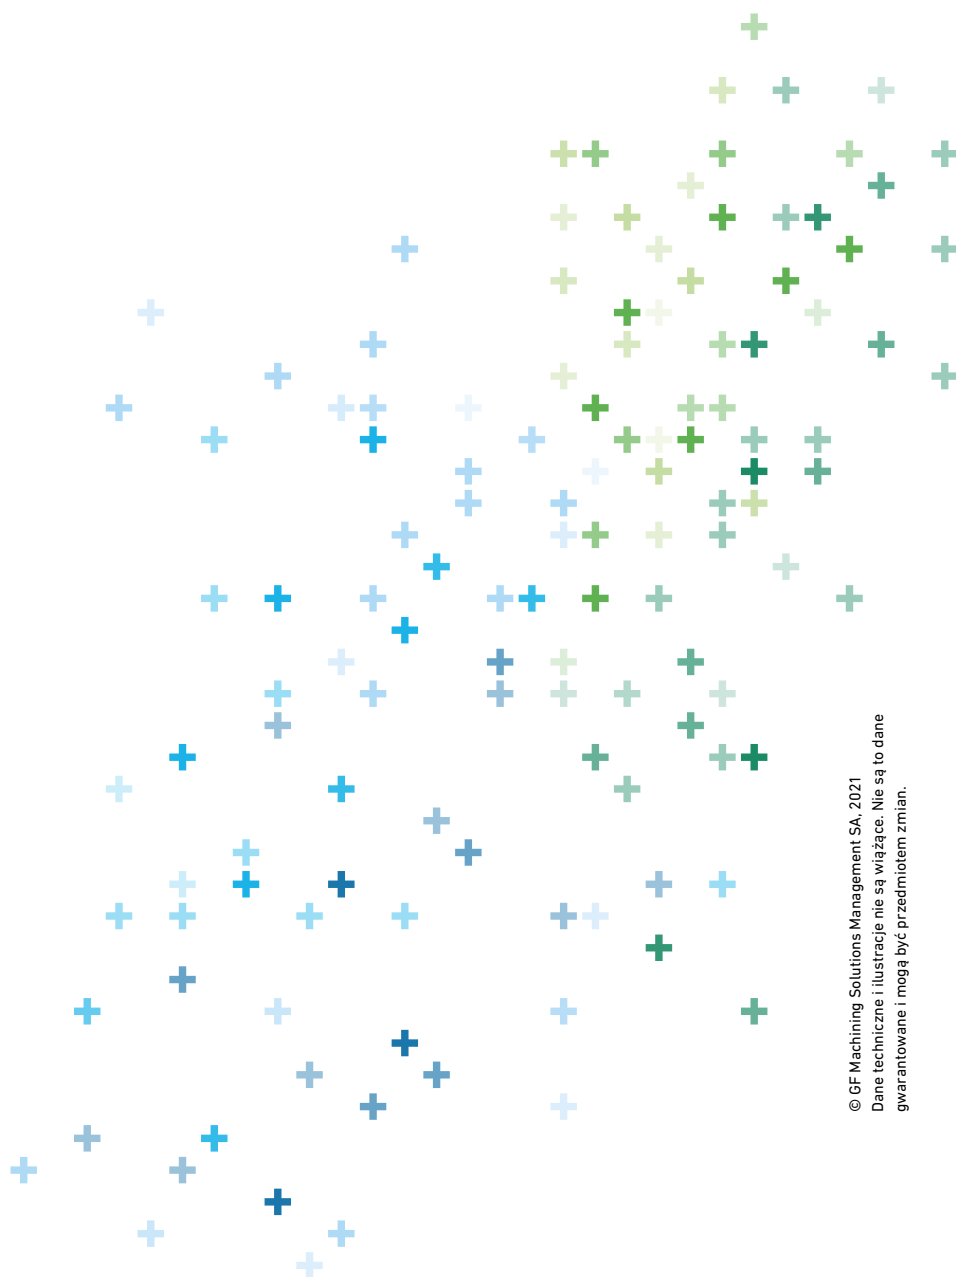 © GF Machining Solutions Management SA, 2021
Dane techniczne i ilustracje nie są wiążące. Nie są to dane
gwarantowane i mogą być przedmiotem zmian.